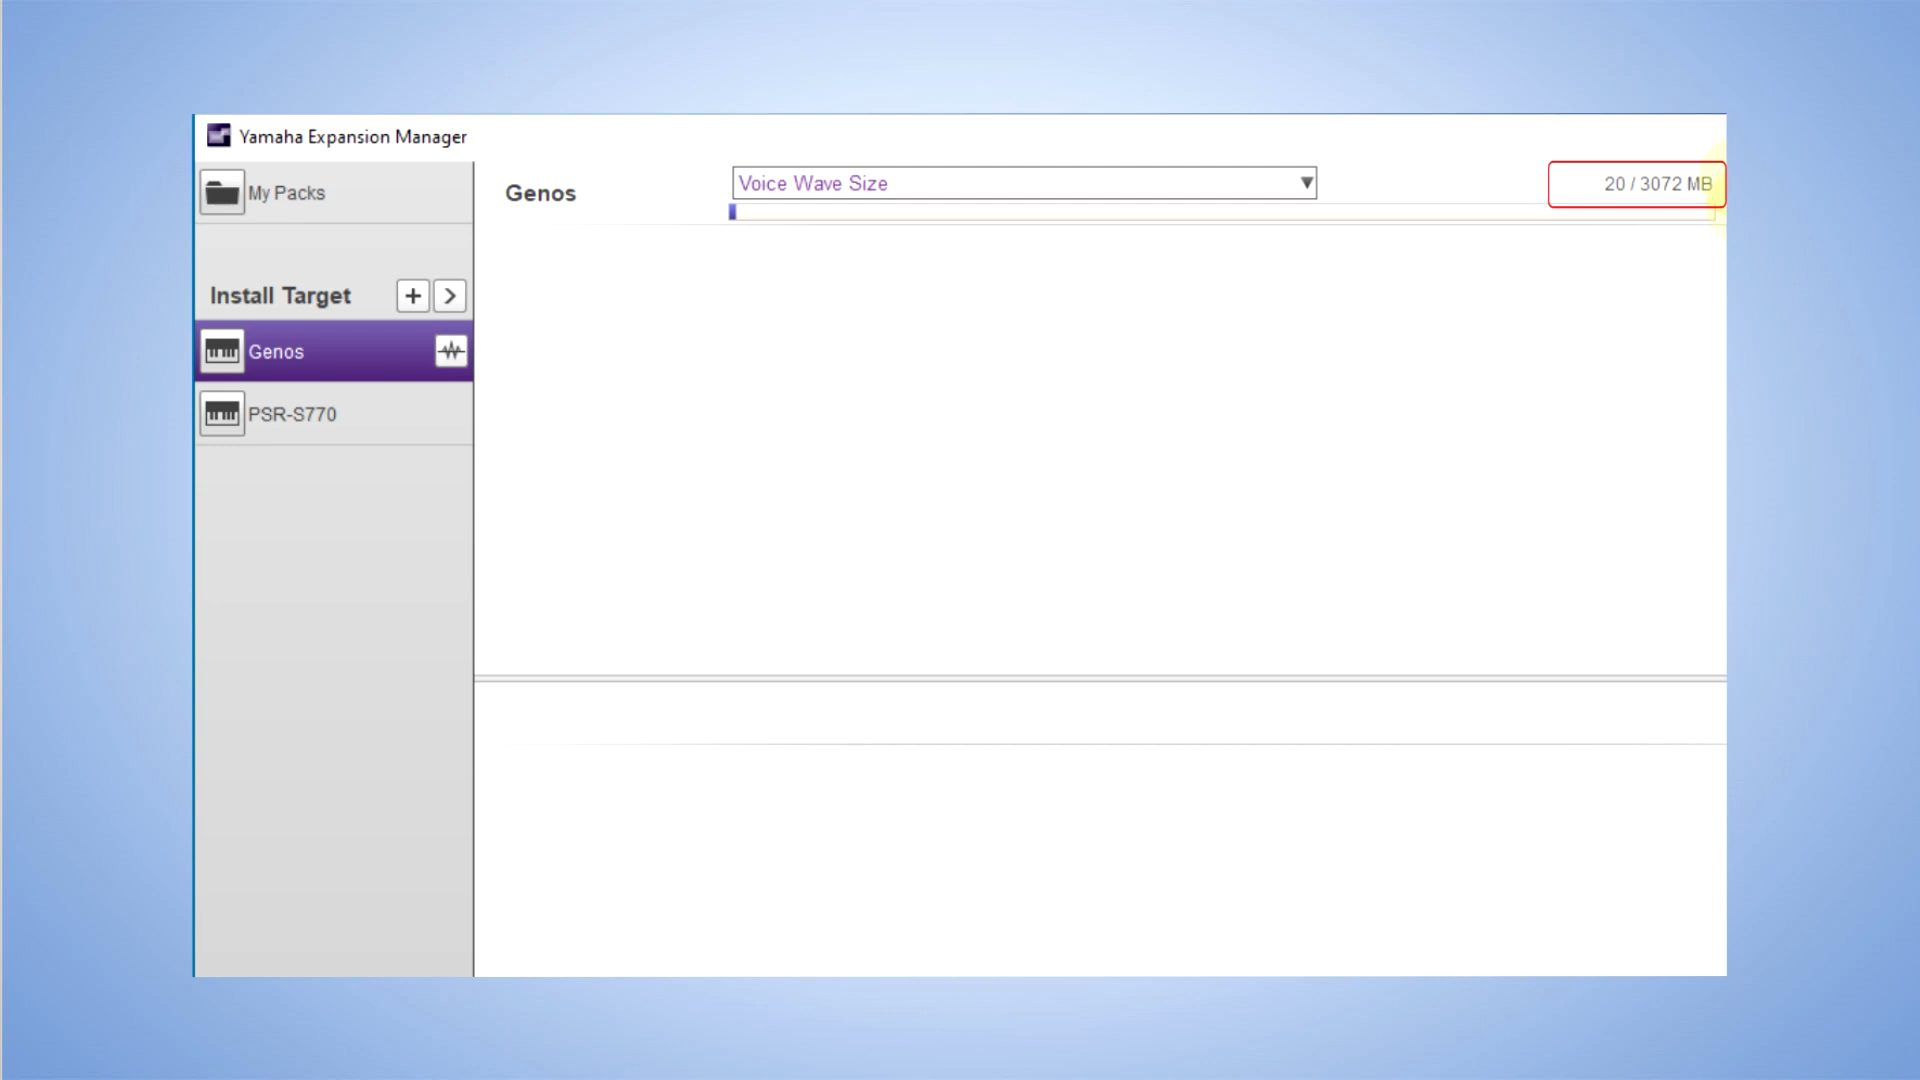 Yamaha Expansion Manager
My Packs
Genos
Voice Wave Size
20 / 3072 MB
Install Target
Genos
PSR-S770